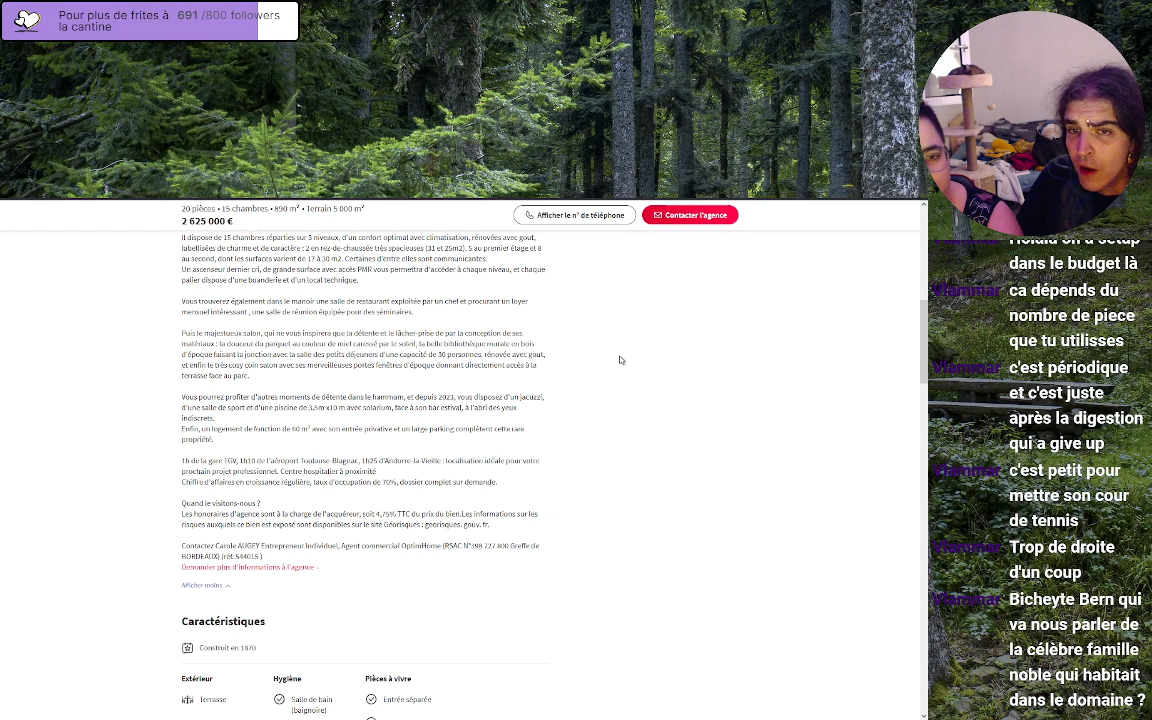 Pour plus de frites à
la cantine
691 /800 followers
20 pièces • 15 chambres • 890 m² • Terrain 5 000 m²
2 625 000 €
Afficher le n° de téléphone
Contacter l'agence
Il dispose de 15 chambres réparties sur 3 niveaux, d'un confort optimal avec climatisation, rénovées avec gout,
labellisées de charme et de caractère : 2 en rez-de-chaussée très spacieuses (31 et 25m2), 5 au premier étage et 8
au second, dont les surfaces varient de 17 à 30 m2. Certaines d'entre elles sont communicantes.
Un ascenseur dernier cri, de grande surface avec accès PMR vous permettra d'accéder à chaque niveau, et chaque
palier dispose d'une buanderie et d'un local technique.
Vous trouverez également dans le manoir une salle de restaurant exploitée par un chef et procurant un loyer
mensuel intéressant , une salle de réunion équipée pour des séminaires.
Puis le majestueux salon, qui ne vous inspirera que la détente et le lâcher-prise de par la conception de ses
matériaux : la douceur du parquet au couleur de miel caressé par le soleil, la belle bibliothèque murale en bois
d'époque faisant la jonction avec la salle des petits déjeuners d'une capacité de 30 personnes, rénovée avec gout,
et enfin le très cosy coin salon avec ses merveilleuses portes fenêtres d'époque donnant directement accès à la
terrasse face au parc.
Vous pourrez profiter d'autres moments de détente dans le hammam, et depuis 2023, vous disposez d'un jacuzzi,
d'une salle de sport et d'une piscine de 3.5m x10 m avec solarium, face à son bar estival, à l'abri des yeux
indiscrets.
Enfin, un logement de fonction de 60 m² avec son entrée privative et un large parking complètent cette rare
propriété.
1h de la gare TGV, 1h10 de l'aéroport Toulouse-Blagnac, 1h25 d'Andorre-la-Vieille : localisation idéale pour votre
prochain projet professionnel. Centre hospitalier à proximité
Chiffre d'affaires en croissance régulière, taux d'occupation de 70%, dossier complet sur demande.
Quand le visitons-nous ?
Les honoraires d'agence sont à la charge de l'acquéreur, soit 4,75% TTC du prix du bien.Les informations sur les
risques auxquels ce bien est exposé sont disponibles sur le site Géorisques : georisques. gouv. fr.
Contactez Carole AUGEY Entrepreneur Individuel, Agent commercial OptimHome (RSAC N°398 727 800 Greffe de
BORDEAUX) (réf. 544015 )
Demander plus d'informations à l'agence ›
Afficher moins
Caractéristiques
Construit en 1870
Extérieur
Hygiène
Pièces à vivre
Terrasse
Salle de bain
(baignoire)
Entrée séparée
Holala on a setup
dans le budget là
Vlammar ca dépends du
nombre de piece
que tu utilisses
Vlammar c'est périodique
et c'est juste
après la digestion
qui a give up
Vlammar c'est petit pour
mettre son cour
de tennis
Vlammar Trop de droite
d'un coup
Vlammar Bicheyte Bern qui
va nous parler de
la célèbre famille
noble qui habitait
dans le domaine ?